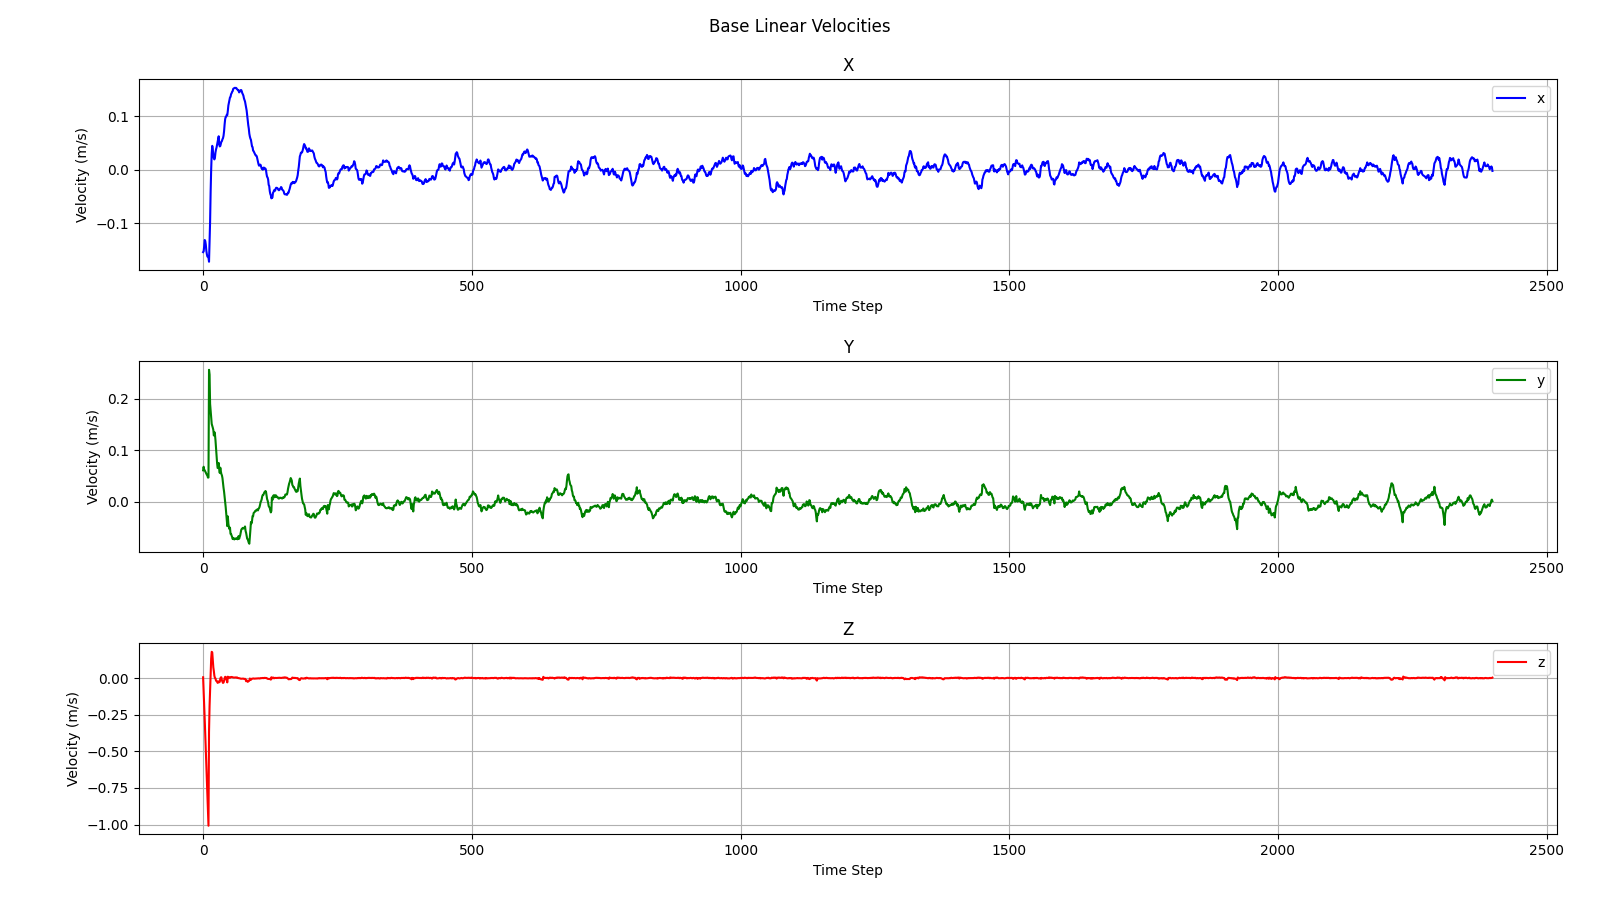 Base Linear Velocities
X
Velocity (m/s)
0.1
0.0
−0.1
x
0 500 1000 1500 2000 2500
Time Step
Y
Velocity (m/s)
0.2
0.1
0.0
y
0 500 1000 1500 2000 2500
Time Step
Z
Velocity (m/s)
0.00
−0.25
−0.50
−0.75
−1.00
z
0 500 1000 1500 2000 2500
Time Step